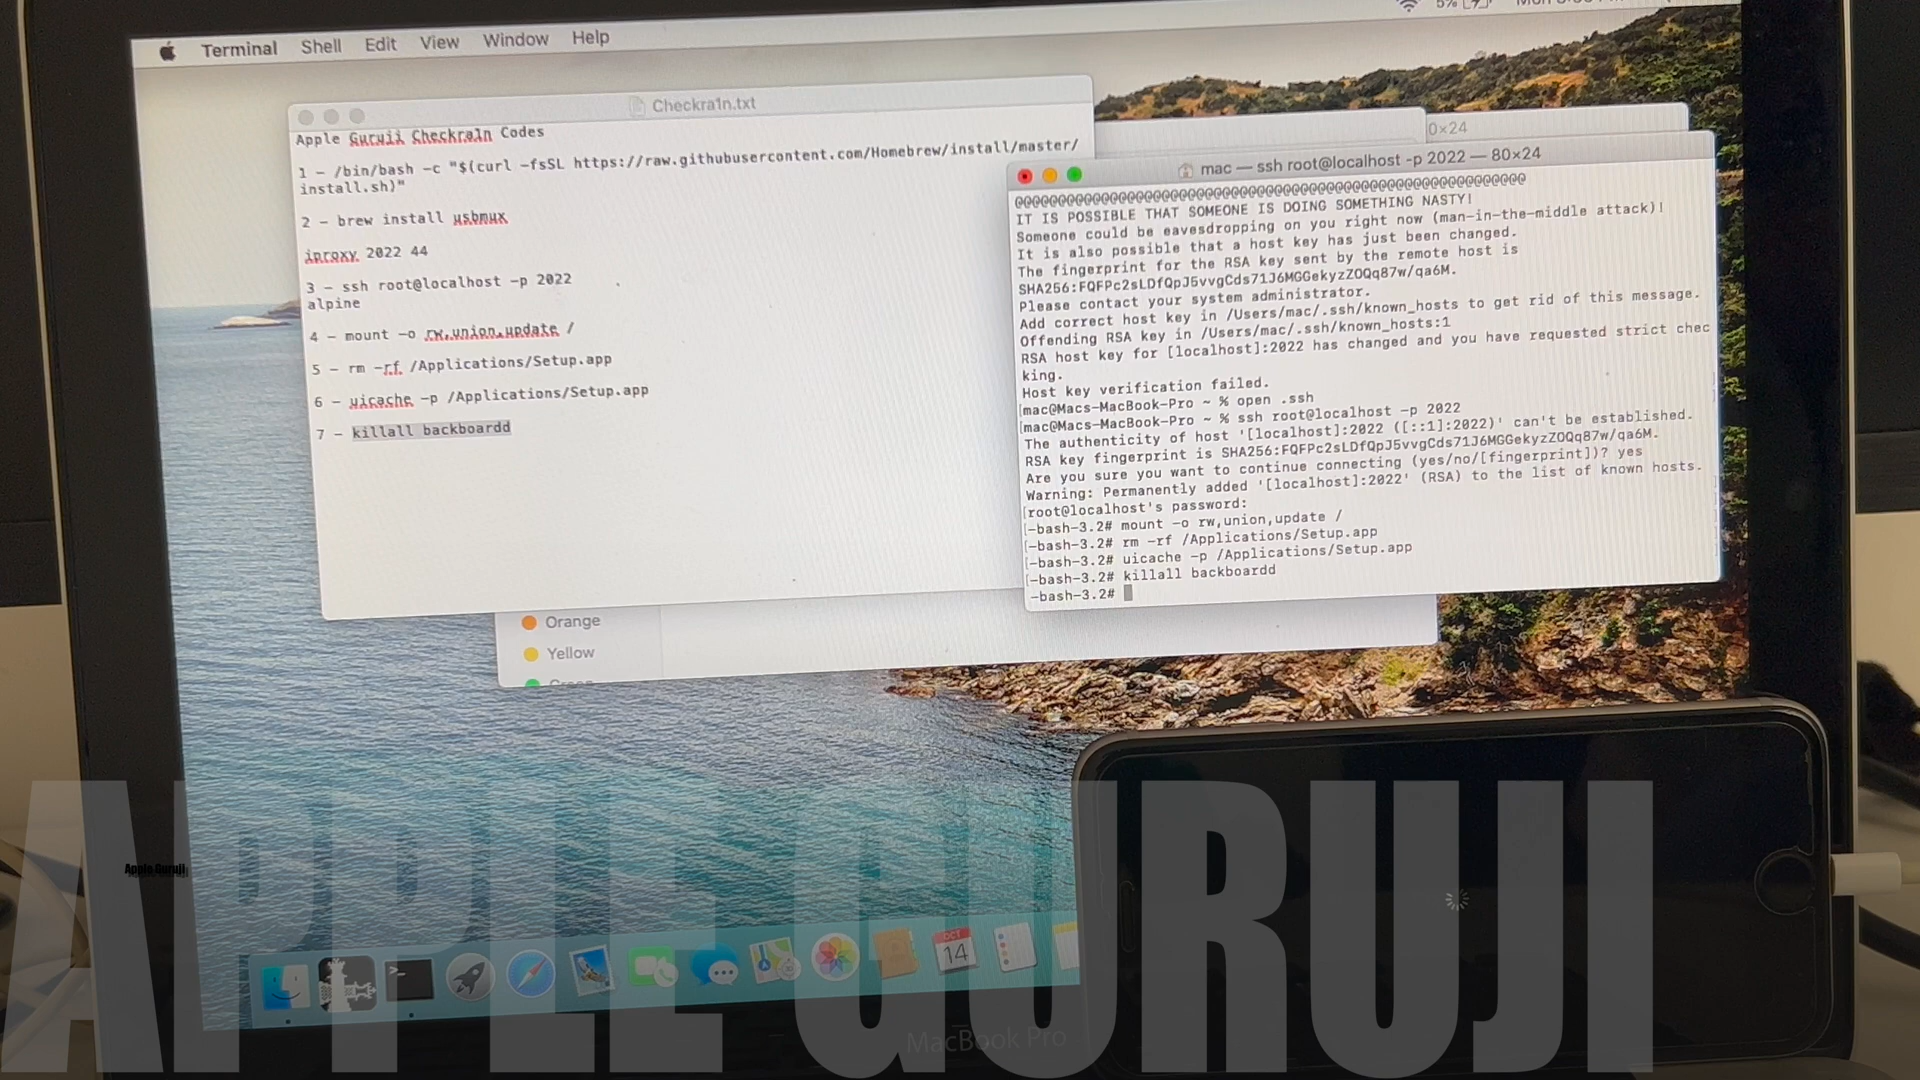 Terminal Shell Edit View Window Help
5%
Checkra1n.txt
Apple Guruji Checkra1n Codes
1 – /bin/bash –c "$(curl –fsSL https://raw.githubusercontent.com/Homebrew/install/master/
install.sh)"
2 – brew install usbmux
iproxy 2022 44
3 – ssh root@localhost –p 2022
alpine
4 – mount –o rw,union,update /
5 – rm –rf /Applications/Setup.app
6 – uicache –p /Applications/Setup.app
7 – killall backboardd
0×24
mac — ssh root@localhost -p 2022 — 80×24
@@@@@@@@@@@@@@@@@@@@@@@@@@@@@@@@@@@@@@@@@@@@@@@@@@@@@@@@@@@
IT IS POSSIBLE THAT SOMEONE IS DOING SOMETHING NASTY!
Someone could be eavesdropping on you right now (man-in-the-middle attack)!
It is also possible that a host key has just been changed.
The fingerprint for the RSA key sent by the remote host is
SHA256:FQFPc2sLDfQpJ5vvgCds71J6MGGekyzZOQq87w/qa6M.
Please contact your system administrator.
Add correct host key in /Users/mac/.ssh/known_hosts to get rid of this message.
Offending RSA key in /Users/mac/.ssh/known_hosts:1
RSA host key for [localhost]:2022 has changed and you have requested strict chec
king.
Host key verification failed.
[mac@Macs-MacBook-Pro ~ % open .ssh
[mac@Macs-MacBook-Pro ~ % ssh root@localhost -p 2022
The authenticity of host '[localhost]:2022 ([::1]:2022)' can't be established.
RSA key fingerprint is SHA256:FQFPc2sLDfQpJ5vvgCds71J6MGGekyzZOQq87w/qa6M.
Are you sure you want to continue connecting (yes/no/[fingerprint])? yes
Warning: Permanently added '[localhost]:2022' (RSA) to the list of known hosts.
[root@localhost's password:
[-bash-3.2# mount -o rw,union,update /
[-bash-3.2# rm -rf /Applications/Setup.app
[-bash-3.2# uicache -p /Applications/Setup.app
[-bash-3.2# killall backboardd
-bash-3.2#
Orange
Yellow
Apple Guruji
APPLE GURUJI
OCT
14
MacBook Pro